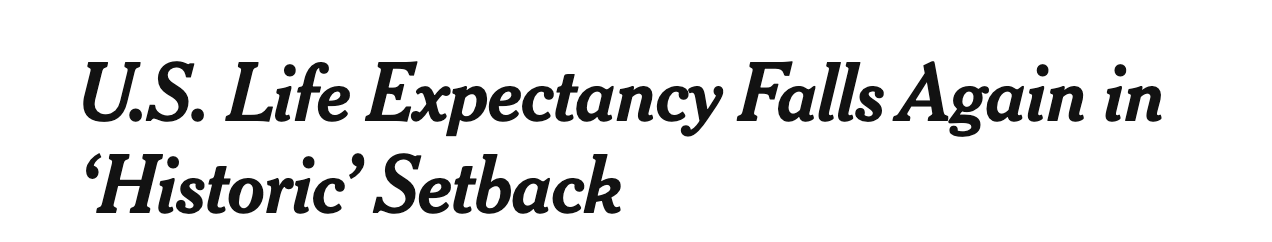 U.S. Life Expectancy Falls Again in
‘Historic’ Setback